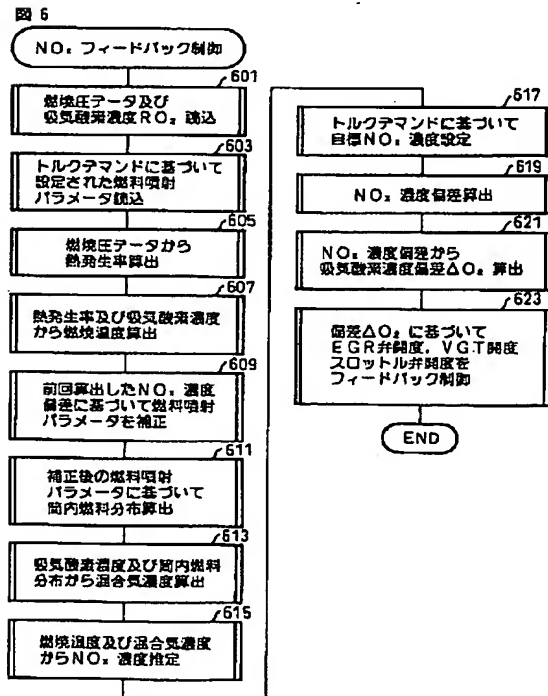 図 6
NOₓ フィードバック制御
601
燃焼圧データ及び
吸気酸素濃度RO₂ 読込
603
トルクデマンドに基づいて
設定された燃料噴射
パラメータ読込
605
燃焼圧データから
熱発生率算出
607
熱発生率及び吸気酸素濃度
から燃焼温度算出
609
前回算出したNOₓ 濃度
偏差に基づいて燃料噴射
パラメータを補正
611
補正後の燃料噴射
パラメータに基づいて
筒内燃料分布算出
613
吸気酸素濃度及び筒内燃料
分布から混合気濃度算出
615
燃焼温度及び混合気濃度
からNOₓ 濃度推定
617
トルクデマンドに基づいて
目標NOₓ 濃度設定
619
NOₓ 濃度偏差算出
621
NOₓ 濃度偏差から
吸気酸素濃度偏差ΔO₂ 算出
623
偏差ΔO₂ に基づいて
EGR弁開度,VGT開度
スロットル弁開度を
フィードバック制御
END